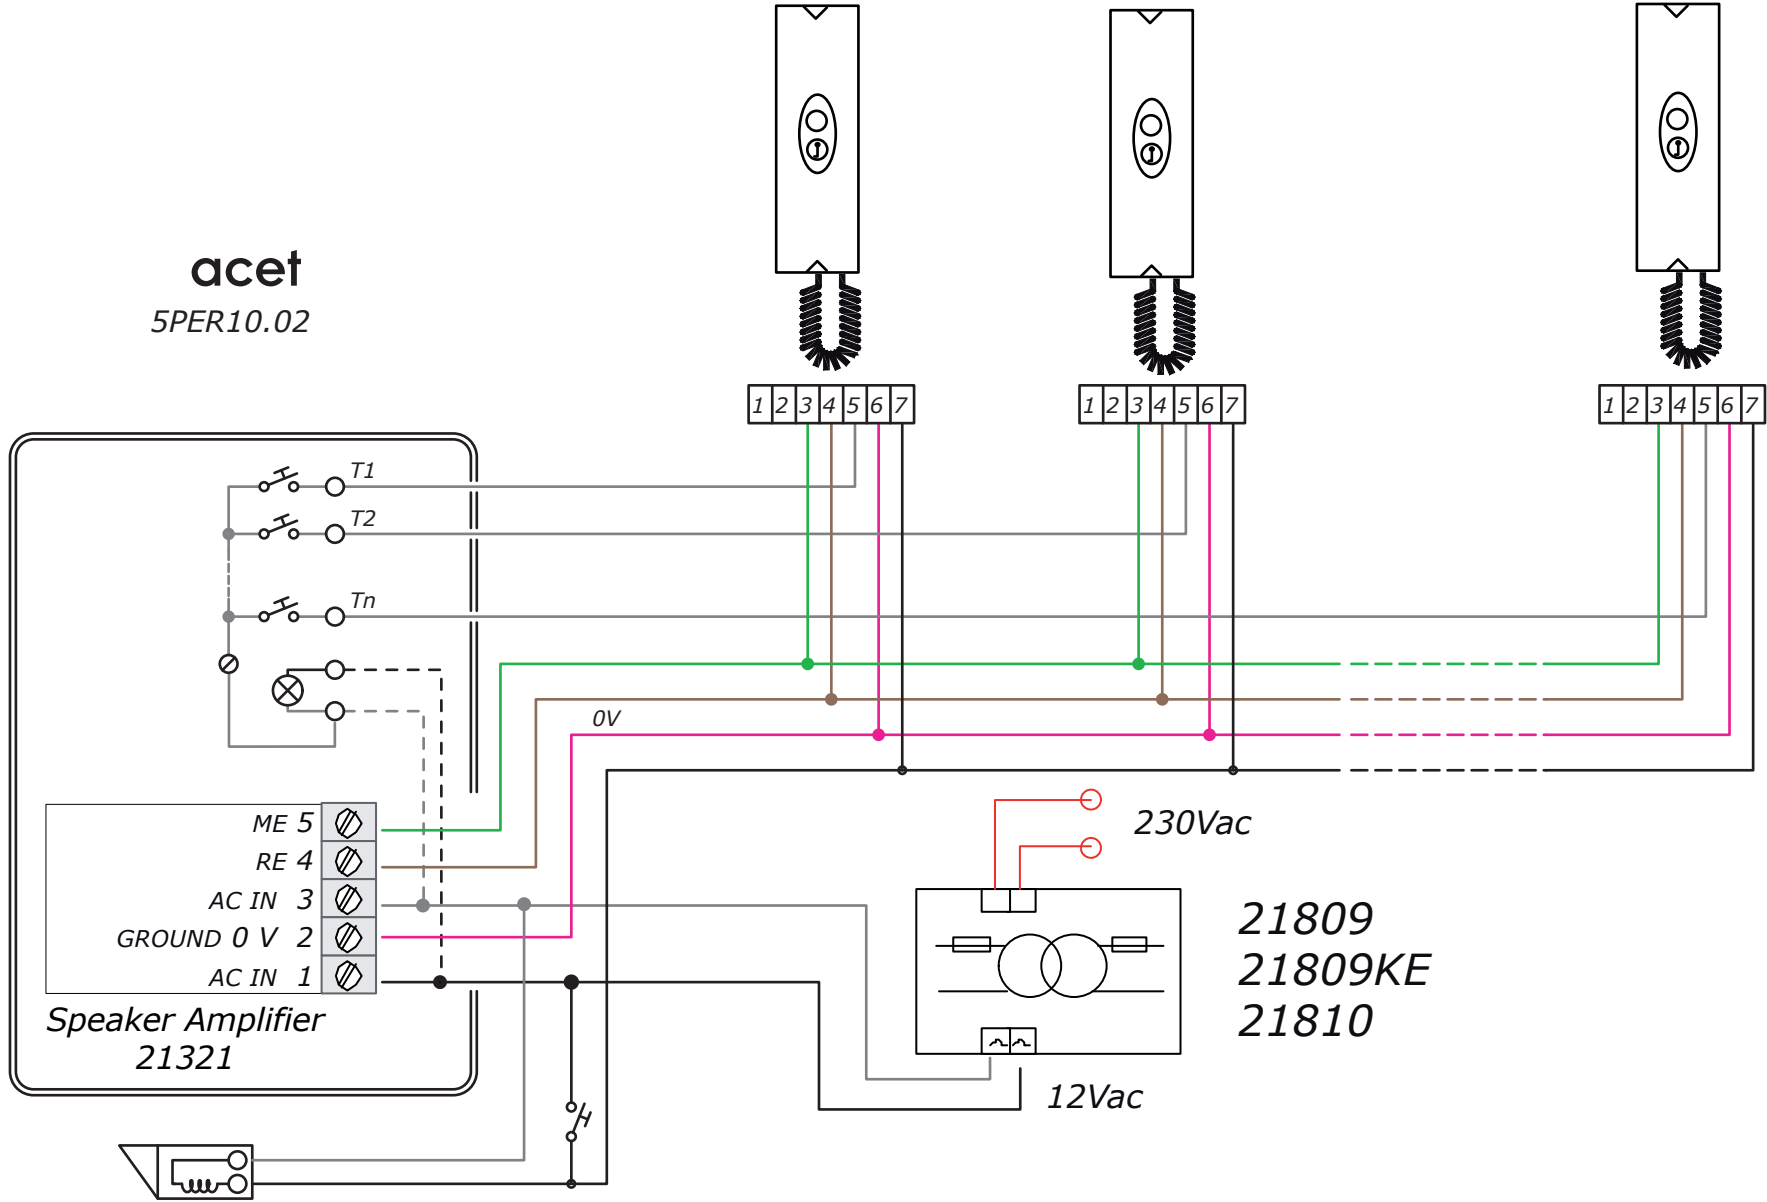 acet
5PER10.02
1 2 3 4 5 6 7
1 2 3 4 5 6 7
1 2 3 4 5 6 7
T1
T2
Tn
0V
ME 5
RE 4
AC IN 3
GROUND 0 V 2
AC IN 1
Speaker Amplifier
21321
230Vac
21809
21809KE
21810
12Vac